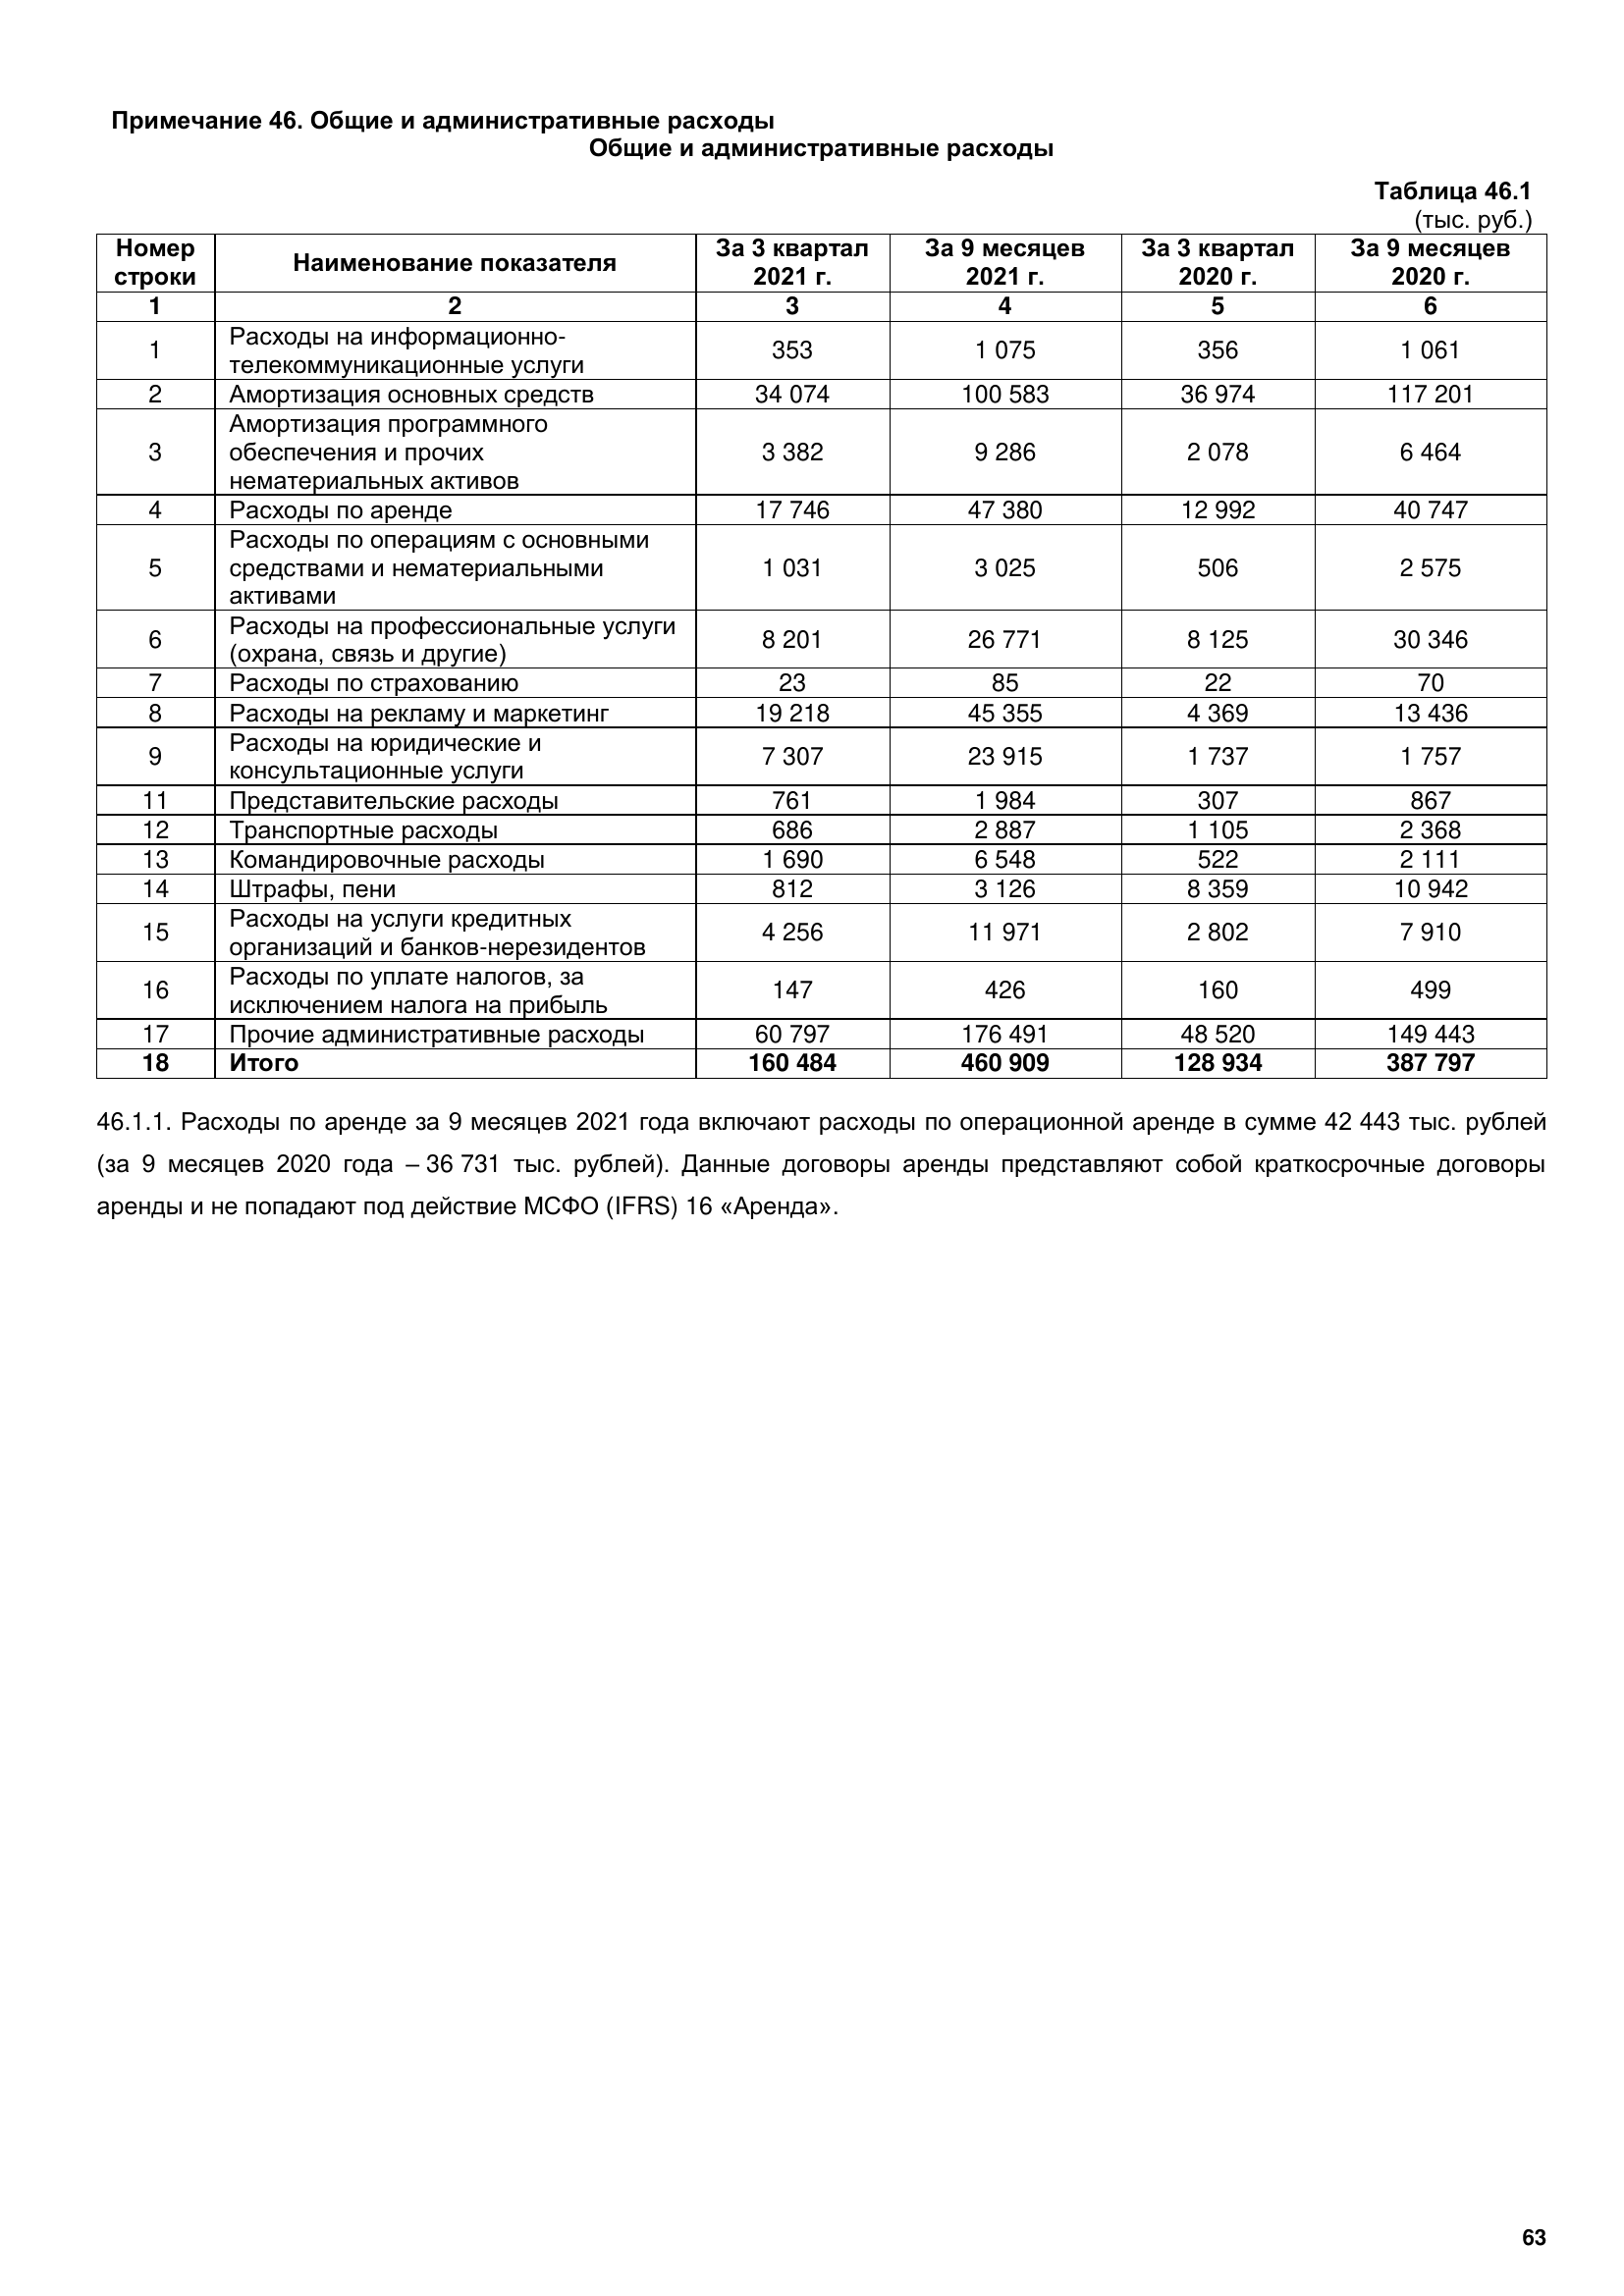 Примечание 46. Общие и административные расходы
Общие и административные расходы
Таблица 46.1
(тыс. руб.)
Номер строки Наименование показателя За 3 квартал 2021 г. За 9 месяцев 2021 г. За 3 квартал 2020 г. За 9 месяцев 2020 г.
1 2 3 4 5 6
1 Расходы на информационно-телекоммуникационные услуги 353 1 075 356 1 061
2 Амортизация основных средств 34 074 100 583 36 974 117 201
3 Амортизация программного обеспечения и прочих нематериальных активов 3 382 9 286 2 078 6 464
4 Расходы по аренде 17 746 47 380 12 992 40 747
5 Расходы по операциям с основными средствами и нематериальными активами 1 031 3 025 506 2 575
6 Расходы на профессиональные услуги (охрана, связь и другие) 8 201 26 771 8 125 30 346
7 Расходы по страхованию 23 85 22 70
8 Расходы на рекламу и маркетинг 19 218 45 355 4 369 13 436
9 Расходы на юридические и консультационные услуги 7 307 23 915 1 737 1 757
11 Представительские расходы 761 1 984 307 867
12 Транспортные расходы 686 2 887 1 105 2 368
13 Командировочные расходы 1 690 6 548 522 2 111
14 Штрафы, пени 812 3 126 8 359 10 942
15 Расходы на услуги кредитных организаций и банков-нерезидентов 4 256 11 971 2 802 7 910
16 Расходы по уплате налогов, за исключением налога на прибыль 147 426 160 499
17 Прочие административные расходы 60 797 176 491 48 520 149 443
18 Итого 160 484 460 909 128 934 387 797
46.1.1. Расходы по аренде за 9 месяцев 2021 года включают расходы по операционной аренде в сумме 42 443 тыс. рублей
(за 9 месяцев 2020 года – 36 731 тыс. рублей). Данные договоры аренды представляют собой краткосрочные договоры
аренды и не попадают под действие МСФО (IFRS) 16 «Аренда».
63